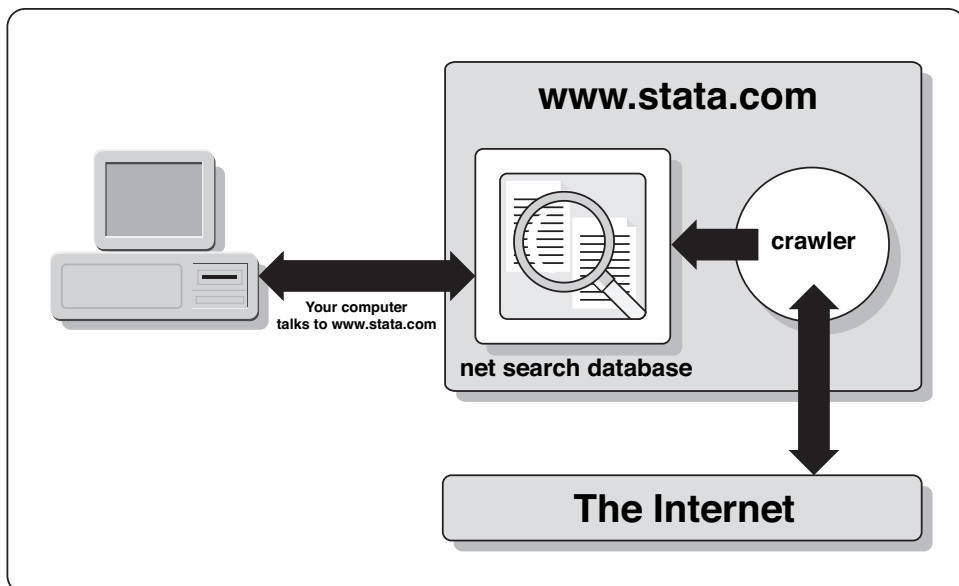 www.stata.com
crawler
Your computer
talks to www.stata.com
net search database
The Internet